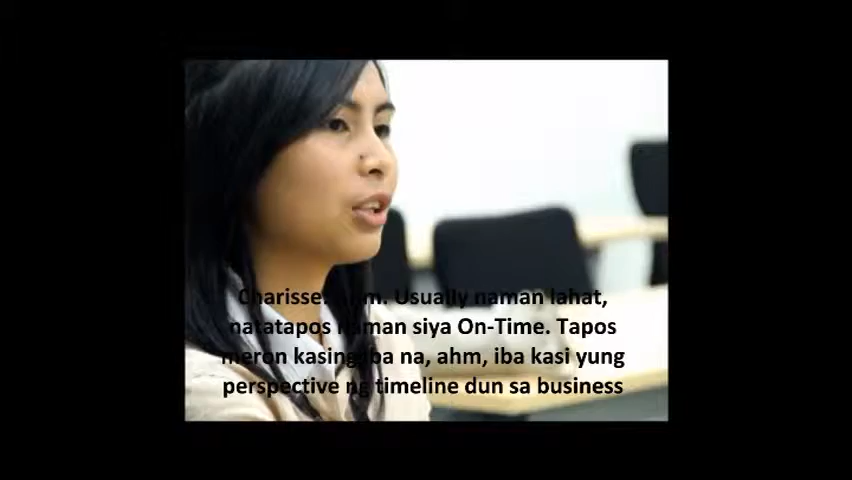 Charisse: Ahm. Usually naman lahat,
natatapos naman siya On-Time. Tapos
meron kasing iba na, ahm, iba kasi yung
perspective ng timeline dun sa business